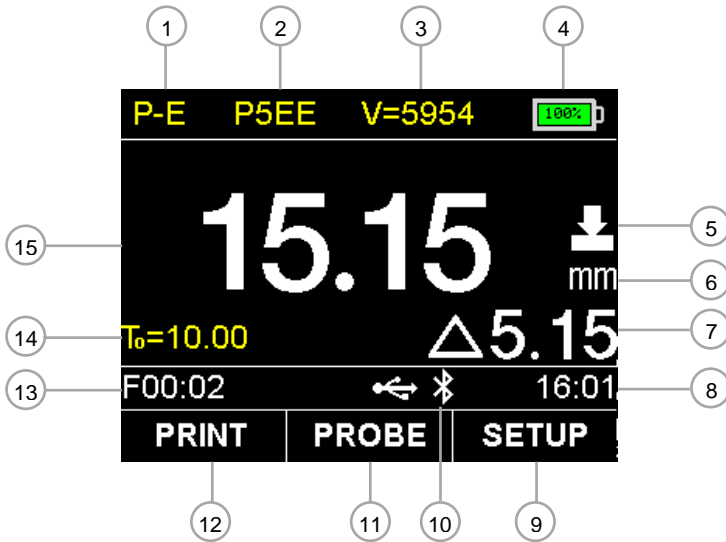 1 2 3 4
P-E P5EE V=5954 100%
15.15
5
15
mm
6
To=10.00 △5.15
14 7
13 F00:02 16:01 8
PRINT PROBE SETUP
12 11 10 9